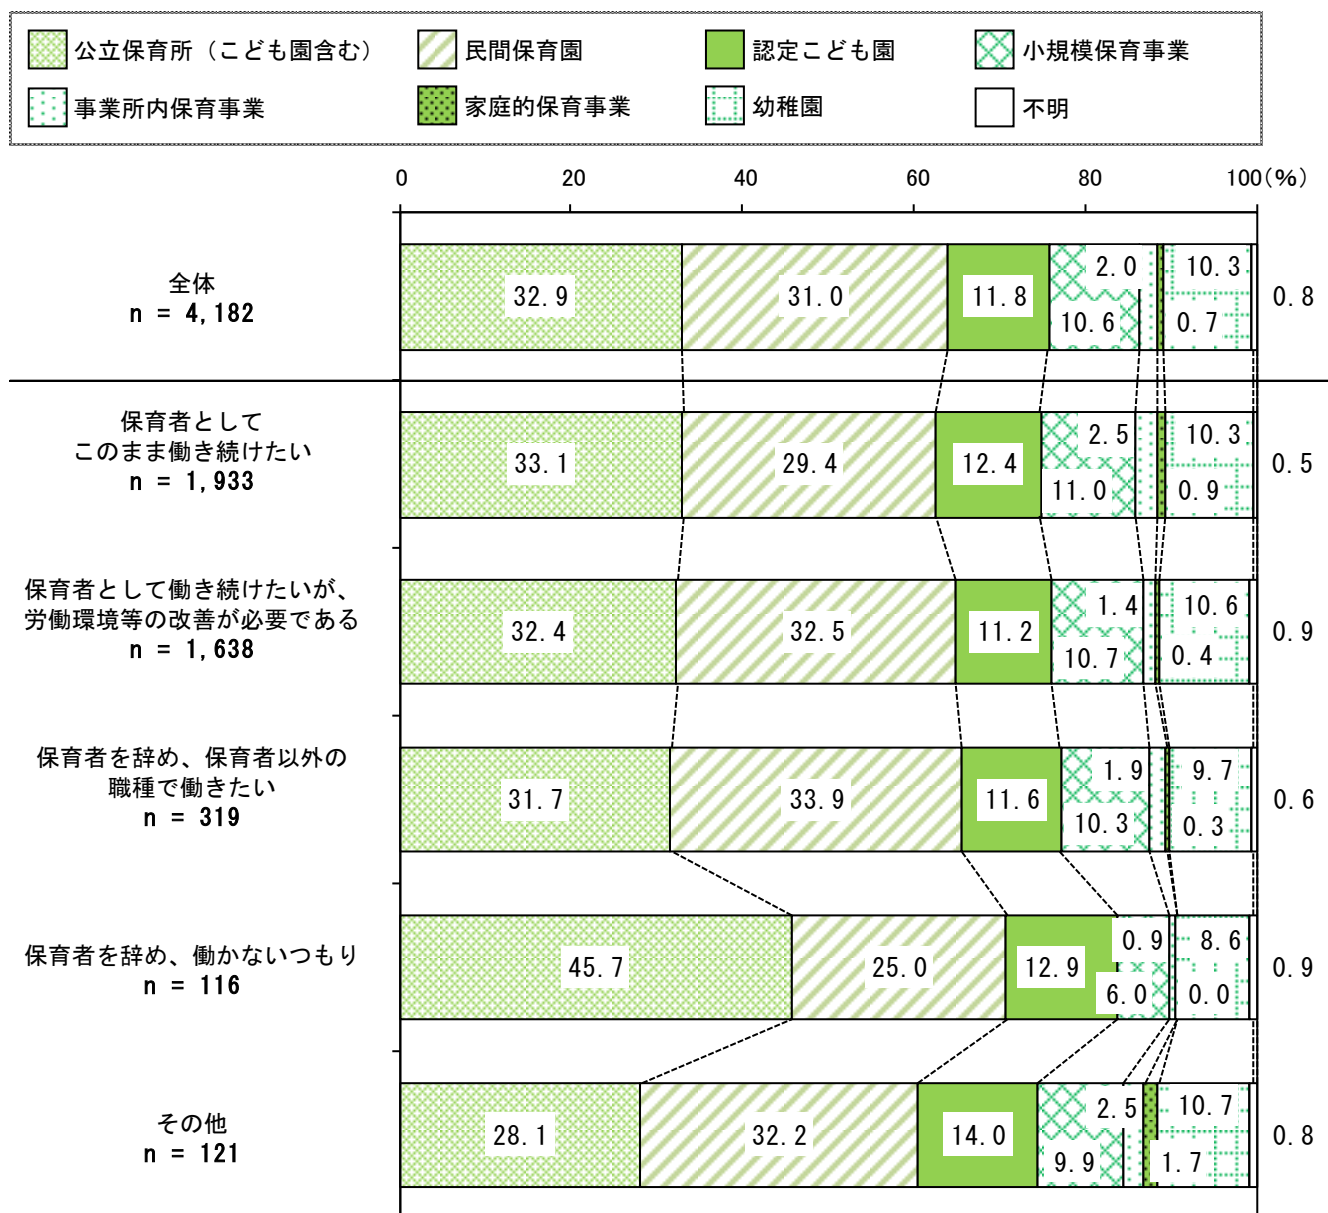 公立保育所（こども園含む）　民間保育園　認定こども園　小規模保育事業
事業所内保育事業　家庭的保育事業　幼稚園　不明
0 20 40 60 80 100(%)
全体
n = 4,182
32.9 31.0 11.8 10.6 2.0 0.7 10.3 0.8
保育者として
このまま働き続けたい
n = 1,933
33.1 29.4 12.4 11.0 2.5 0.9 10.3 0.5
保育者として働き続けたいが、
労働環境等の改善が必要である
n = 1,638
32.4 32.5 11.2 10.7 1.4 0.4 10.6 0.9
保育者を辞め、保育者以外の
職種で働きたい
n = 319
31.7 33.9 11.6 10.3 1.9 0.3 9.7 0.6
保育者を辞め、働かないつもり
n = 116
45.7 25.0 12.9 6.0 0.9 0.0 8.6 0.9
その他
n = 121
28.1 32.2 14.0 9.9 2.5 1.7 10.7 0.8